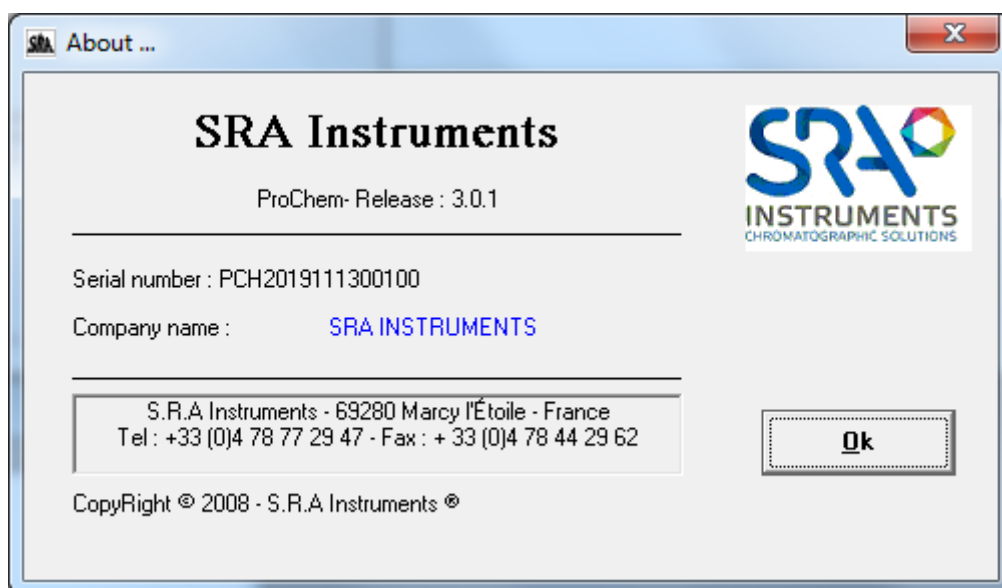 SRA About ...
SRA Instruments
ProChem- Release : 3.0.1
SRA
INSTRUMENTS
CHROMATOGRAPHIC SOLUTIONS
Serial number : PCH2019111300100
Company name : SRA INSTRUMENTS
S.R.A Instruments - 69280 Marcy l'Étoile - France
Tel : +33 (0)4 78 77 29 47 - Fax : + 33 (0)4 78 44 29 62
Ok
CopyRight © 2008 - S.R.A Instruments ®